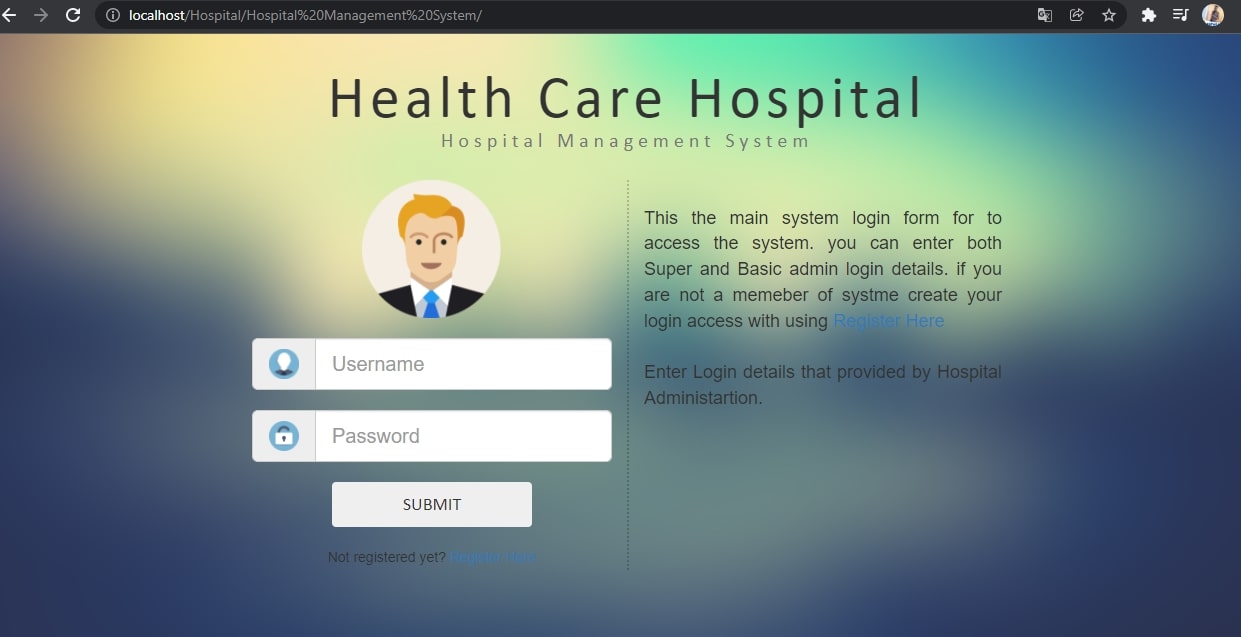 localhost/Hospital/Hospital%20Management%20System/
Health Care Hospital
Hospital Management System
Username
Password
SUBMIT
Not registered yet? Register Here
This the main system login form for to
access the system. you can enter both
Super and Basic admin login details. if you
are not a memeber of systme create your
login access with using Register Here
Enter Login details that provided by Hospital
Administartion.